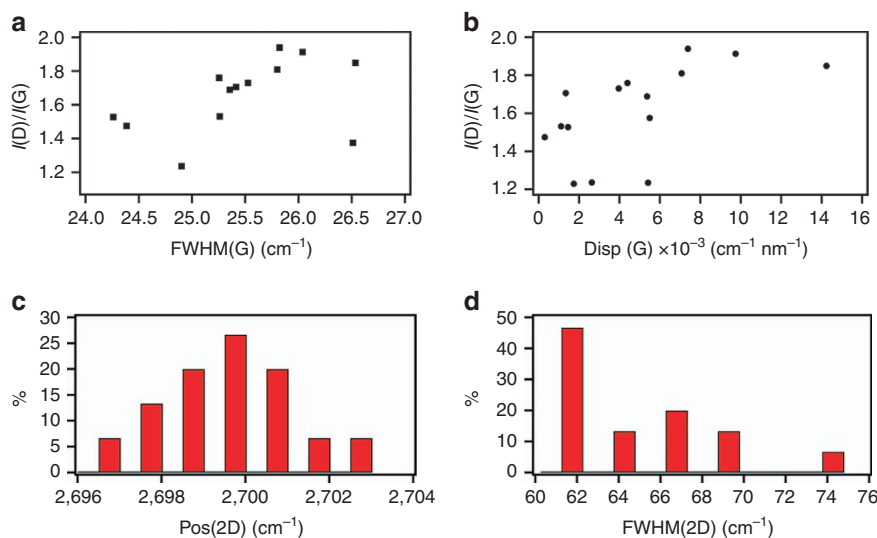 a
2.0
1.8
1.6
1.4
1.2
I(D)/I(G)
24.0 24.5 25.0 25.5 26.0 26.5 27.0
FWHM(G) (cm⁻¹)
b
2.0
1.8
1.6
1.4
1.2
I(D)/I(G)
0 2 4 6 8 10 12 14 16
Disp (G) ×10⁻³ (cm⁻¹ nm⁻¹)
c
30
25
20
15
10
5
0
%
2,696 2,698 2,700 2,702 2,704
Pos(2D) (cm⁻¹)
d
50
40
30
20
10
0
%
60 62 64 66 68 70 72 74 76
FWHM(2D) (cm⁻¹)